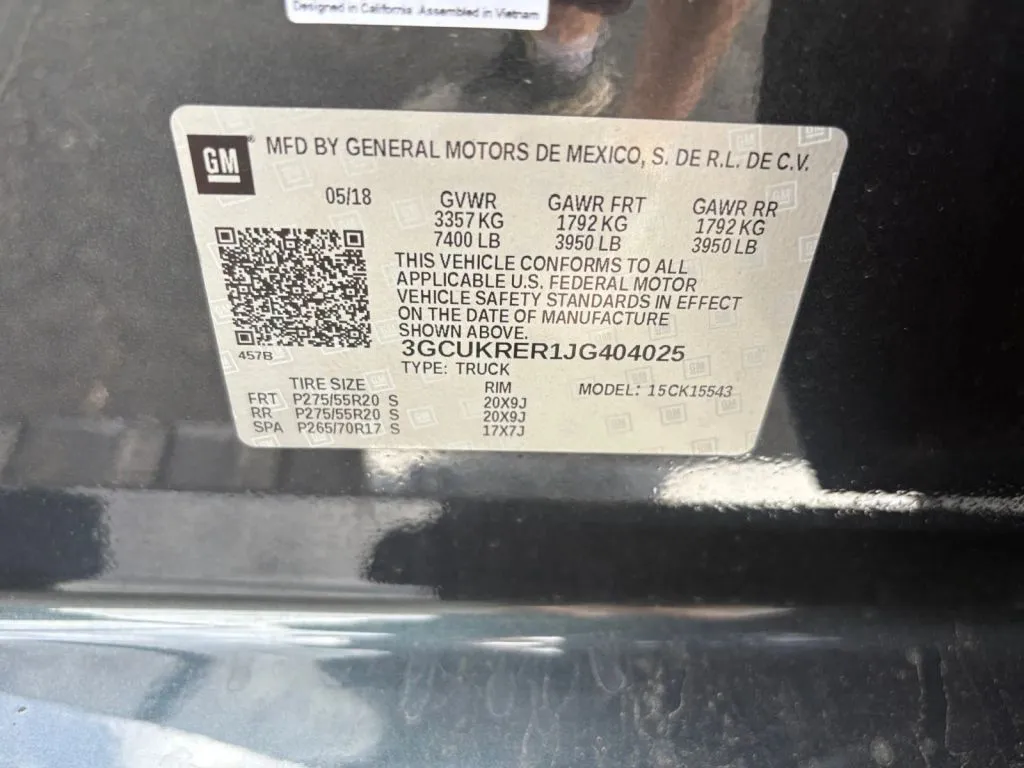 Designed in California Assembled in Vietnam
GM® MFD BY GENERAL MOTORS DE MEXICO, S. DE R.L. DE C.V.
05/18 GVWR GAWR FRT GAWR RR
3357 KG 1792 KG 1792 KG
7400 LB 3950 LB 3950 LB
THIS VEHICLE CONFORMS TO ALL
APPLICABLE U.S. FEDERAL MOTOR
VEHICLE SAFETY STANDARDS IN EFFECT
ON THE DATE OF MANUFACTURE
SHOWN ABOVE.
457B 3GCUKRER1JG404025
TYPE: TRUCK
TIRE SIZE RIM MODEL: 15CK15543
FRT P275/55R20 S 20X9J
RR P275/55R20 S 20X9J
SPA P265/70R17 S 17X7J